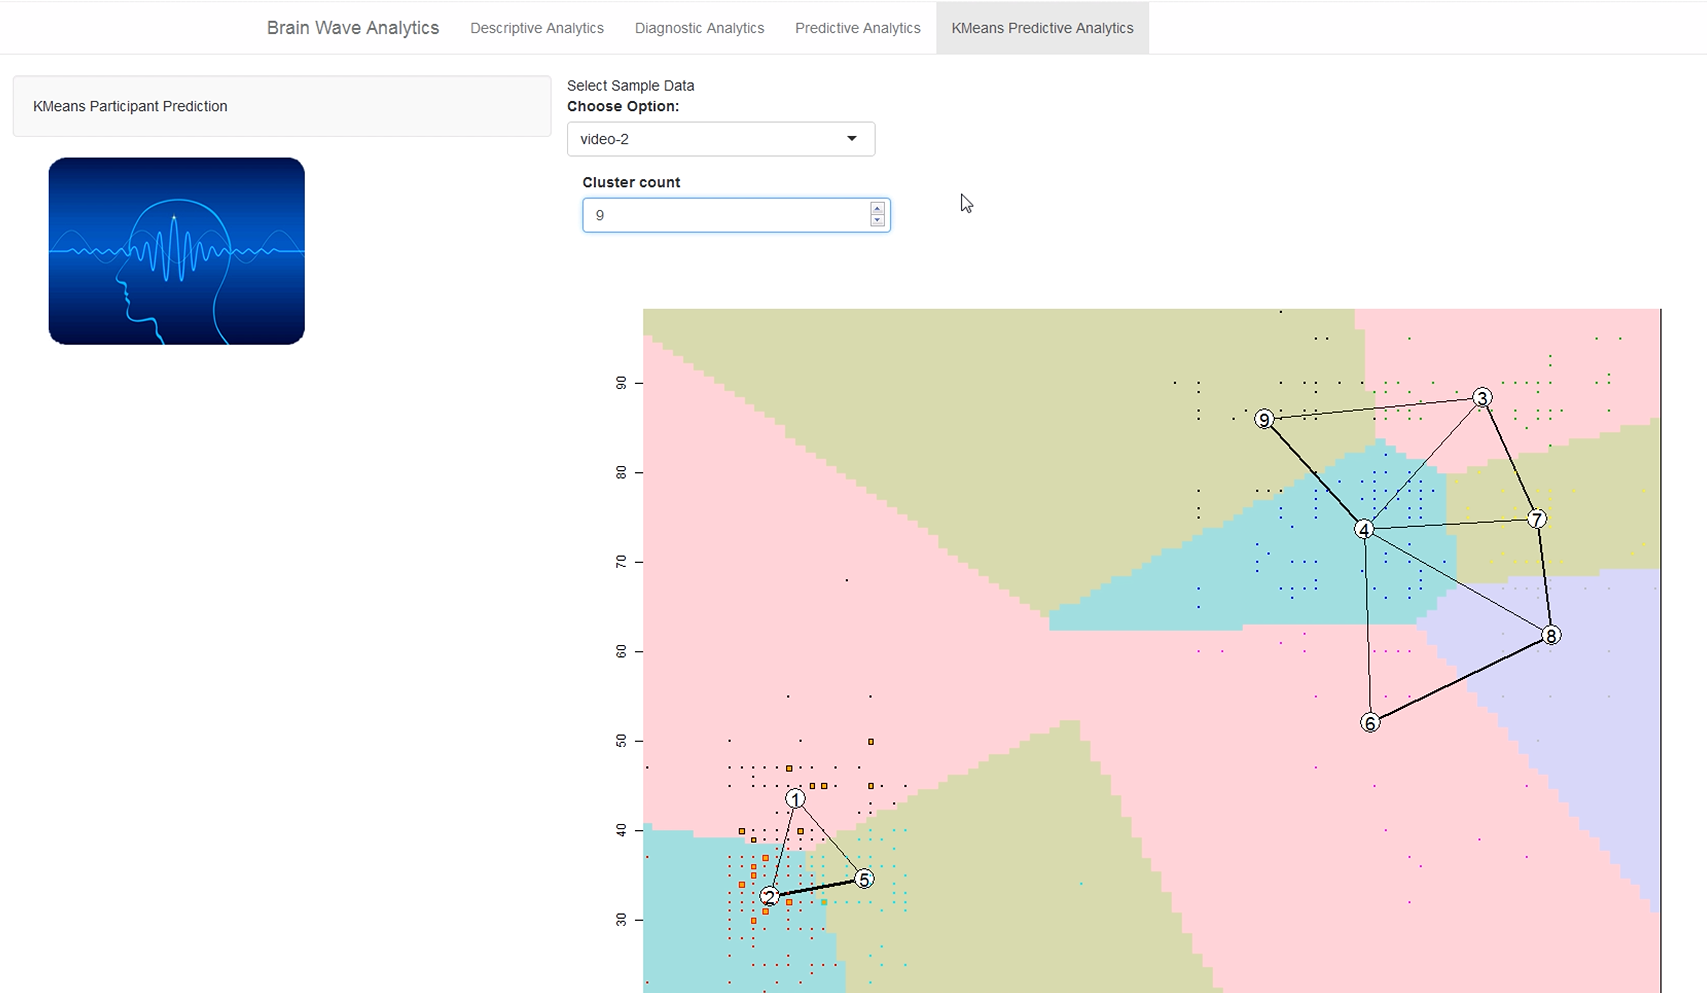 Brain Wave Analytics Descriptive Analytics Diagnostic Analytics Predictive Analytics KMeans Predictive Analytics
KMeans Participant Prediction
Select Sample Data
Choose Option:
video-2
Cluster count
9
90
3
9
80
7
4
70
8
60
6
50
1
40
5
2
30